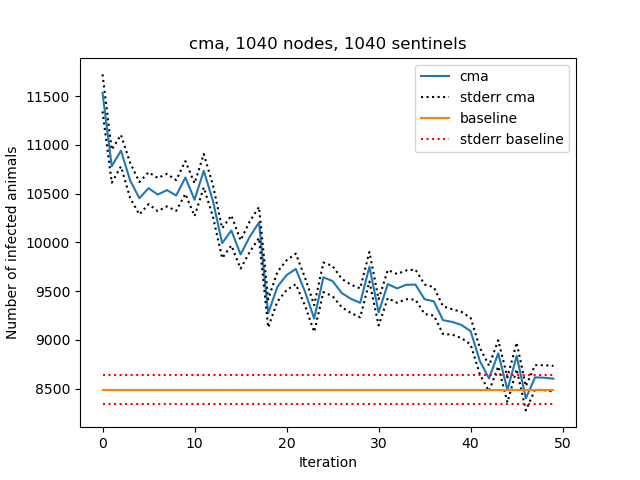 cma, 1040 nodes, 1040 sentinels
cma
stderr cma
baseline
stderr baseline
Number of infected animals
11500
11000
10500
10000
9500
9000
8500
0 10 20 30 40 50
Iteration